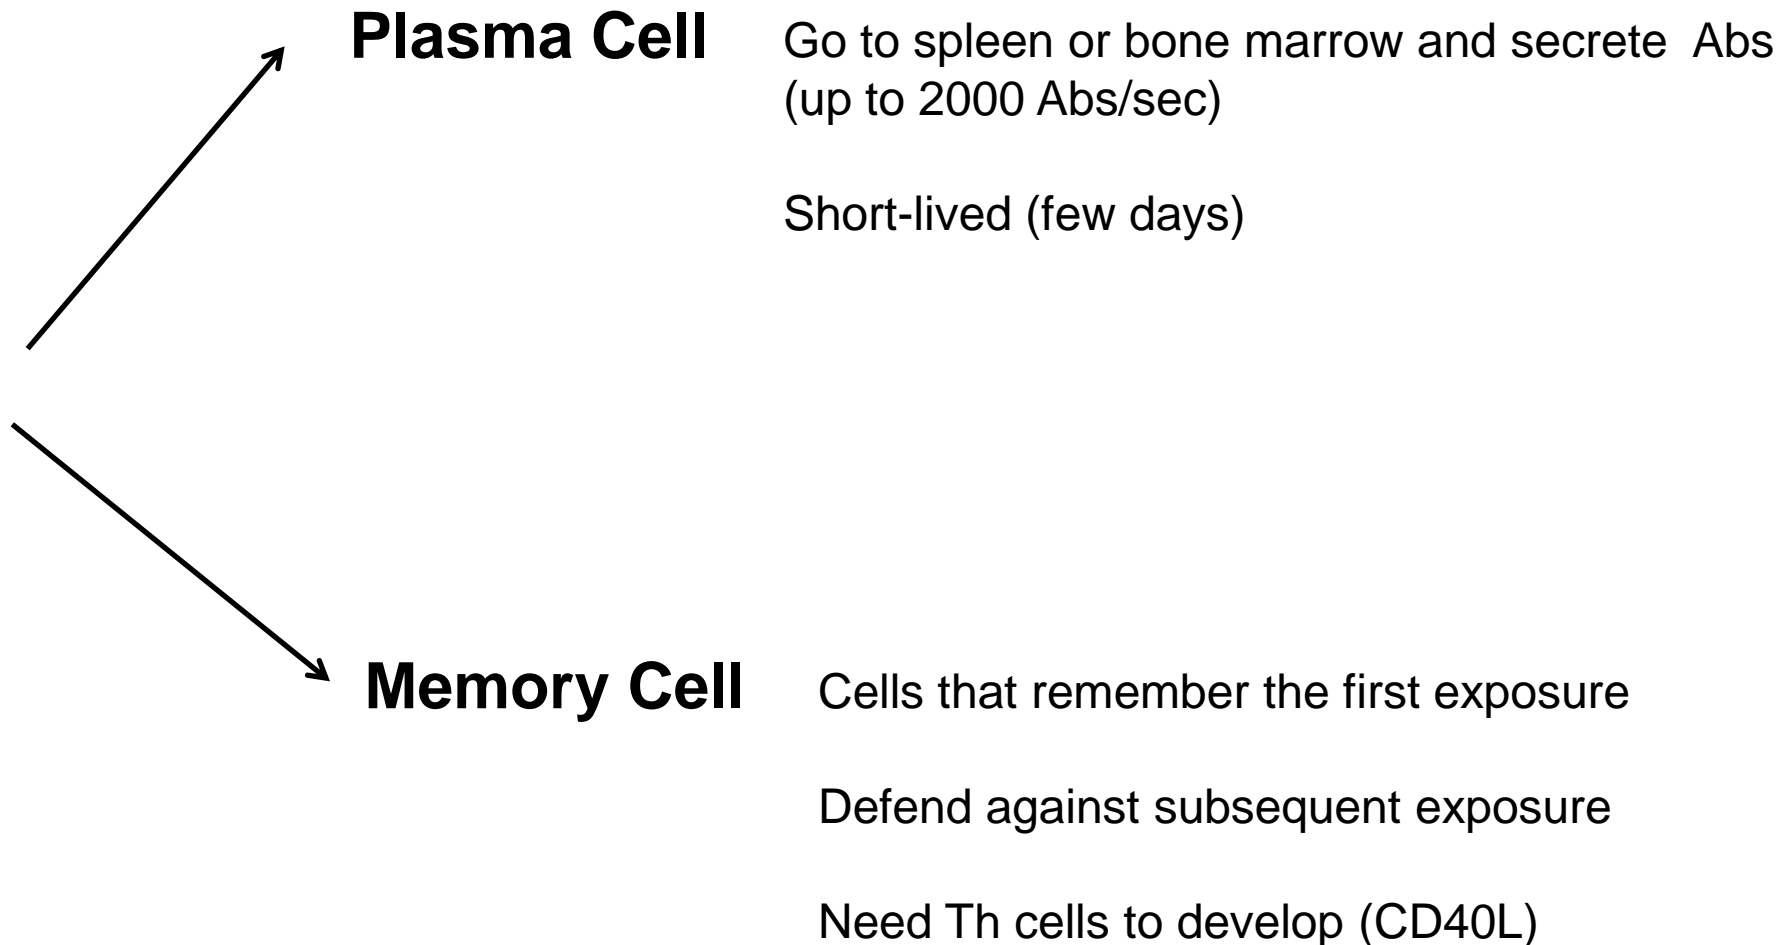 Plasma Cell
Go to spleen or bone marrow and secrete Abs
(up to 2000 Abs/sec)
Short-lived (few days)
Memory Cell
Cells that remember the first exposure
Defend against subsequent exposure
Need Th cells to develop (CD40L)